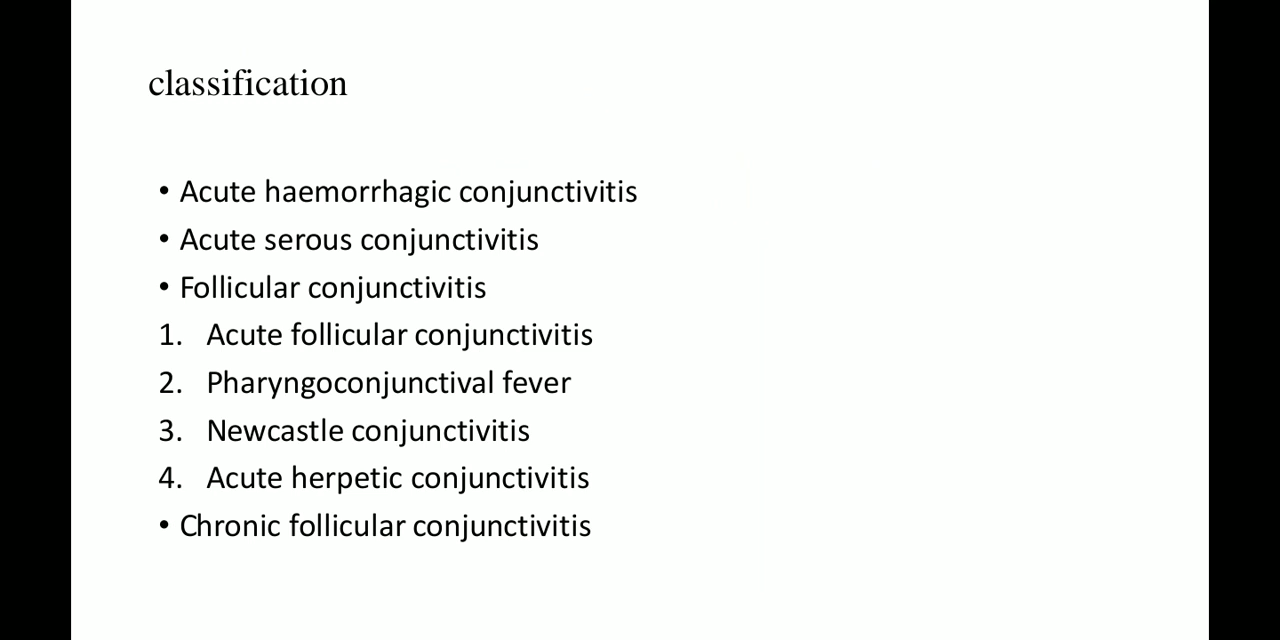 classification
• Acute haemorrhagic conjunctivitis
• Acute serous conjunctivitis
• Follicular conjunctivitis
1. Acute follicular conjunctivitis
2. Pharyngoconjunctival fever
3. Newcastle conjunctivitis
4. Acute herpetic conjunctivitis
• Chronic follicular conjunctivitis